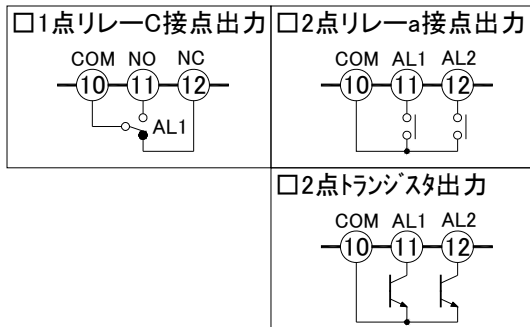 □1点リレーC接点出力
COM NO NC
10 11 12
AL1
□2点リレーa接点出力
COM AL1 AL2
10 11 12
□2点トランジスタ出力
COM AL1 AL2
10 11 12